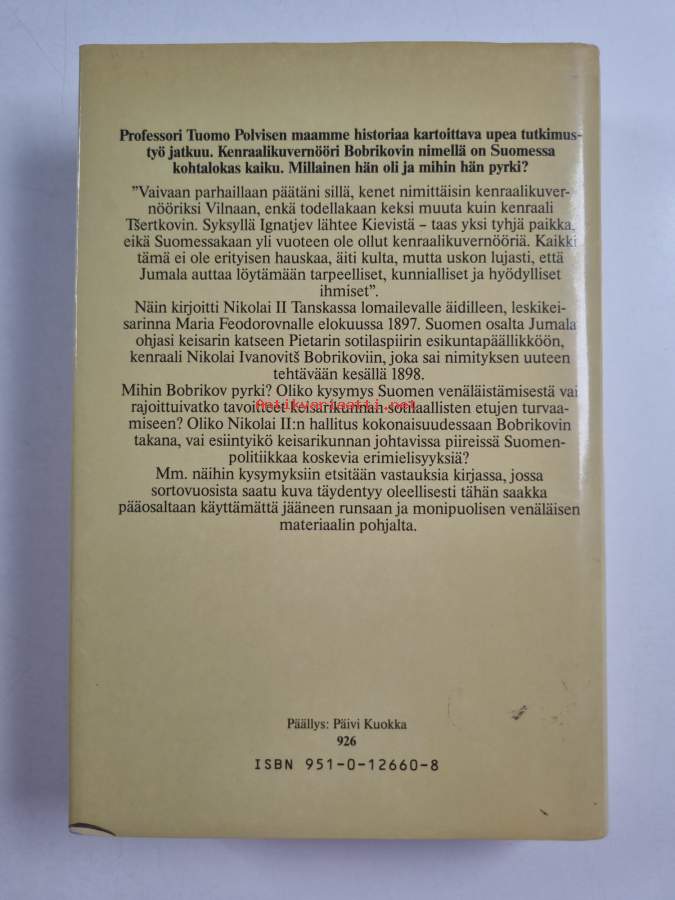 Professori Tuomo Polvisen maamme historiaa kartoittava upea tutkimus-
työ jatkuu. Kenraalikuvernööri Bobrikovin nimellä on Suomessa
kohtalokas kaiku. Millainen hän oli ja mihin hän pyrki?
”Vaivaan parhaillaan päätäni sillä, kenet nimittäisin kenraalikuver-
nööriksi Vilnaan, enkä todellakaan keksi muuta kuin kenraali
Tšertkovin. Syksyllä Ignatjev lähtee Kievistä – taas yksi tyhjä paikka,
eikä Suomessakaan yli vuoteen ole ollut kenraalikuvernööriä. Kaikki
tämä ei ole erityisen hauskaa, äiti kulta, mutta uskon lujasti, että
Jumala auttaa löytämään tarpeelliset, kunnialliset ja hyödylliset
ihmiset”.
Näin kirjoitti Nikolai II Tanskassa lomailevalle äidilleen, leskikei-
sarinna Maria Feodorovnalle elokuussa 1897. Suomen osalta Jumala
ohjasi keisarin katseen Pietarin sotilaspiirin esikuntapäällikköön,
kenraali Nikolai Ivanovitš Bobrikoviin, joka sai nimityksen uuteen
tehtävään kesällä 1898.
Mihin Bobrikov pyrki? Oliko kysymys Suomen venäläistämisestä vai
rajoittuivatko tavoitteet keisarikunnan sotilaallisten etujen turvaa-
Antikvariaatti.net
miseen? Oliko Nikolai II:n hallitus kokonaisuudessaan Bobrikovin
takana, vai esiintyikö keisarikunnan johtavissa piireissä Suomen-
politiikkaa koskevia erimielisyyksiä?
Mm. näihin kysymyksiin etsitään vastauksia kirjassa, jossa
sortovuosista saatu kuva täydentyy oleellisesti tähän saakka
pääosaltaan käyttämättä jääneen runsaan ja monipuolisen venäläisen
materiaalin pohjalta.
Päällys: Päivi Kuokka
926
ISBN 951-0-12660-8